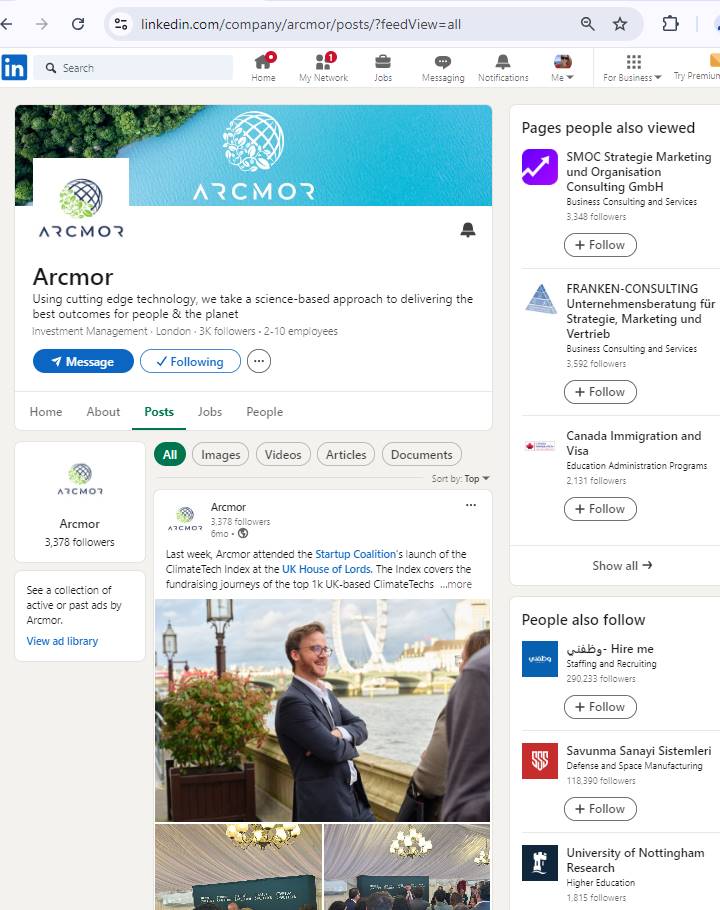 linkedin.com/company/arcmor/posts/?feedView=all
in
Search
Home
1
My Network
Jobs
Messaging
Notifications
Me
For Business
Try Premium
ARCMOR
ARCMOR
Arcmor
Using cutting edge technology, we take a science-based approach to delivering the
best outcomes for people & the planet
Investment Management · London · 3K followers · 2-10 employees
Message
Following
Home
About
Posts
Jobs
People
ARCMOR
Arcmor
3,378 followers
See a collection of
active or past ads by
Arcmor.
View ad library
All
Images
Videos
Articles
Documents
Sort by: Top
ARCMOR
Arcmor
3,378 followers
6mo •
Last week, Arcmor attended the Startup Coalition's launch of the
ClimateTech Index at the UK House of Lords. The Index covers the
fundraising journeys of the top 1k UK-based ClimateTechs ...more
Pages people also viewed
SMOC Strategie Marketing
und Organisation
Consulting GmbH
Business Consulting and Services
3,348 followers
+ Follow
FRANKEN-CONSULTING
Unternehmensberatung für
Strategie, Marketing und
Vertrieb
Business Consulting and Services
3,592 followers
+ Follow
Canada Immigration and
Visa
Education Administration Programs
2,131 followers
+ Follow
Show all →
People also follow
وظفني
وظفني- Hire me
Staffing and Recruiting
290,233 followers
+ Follow
SSS
Savunma Sanayi Sistemleri
Defense and Space Manufacturing
118,390 followers
+ Follow
University of Nottingham
Research
Higher Education
1,815 followers